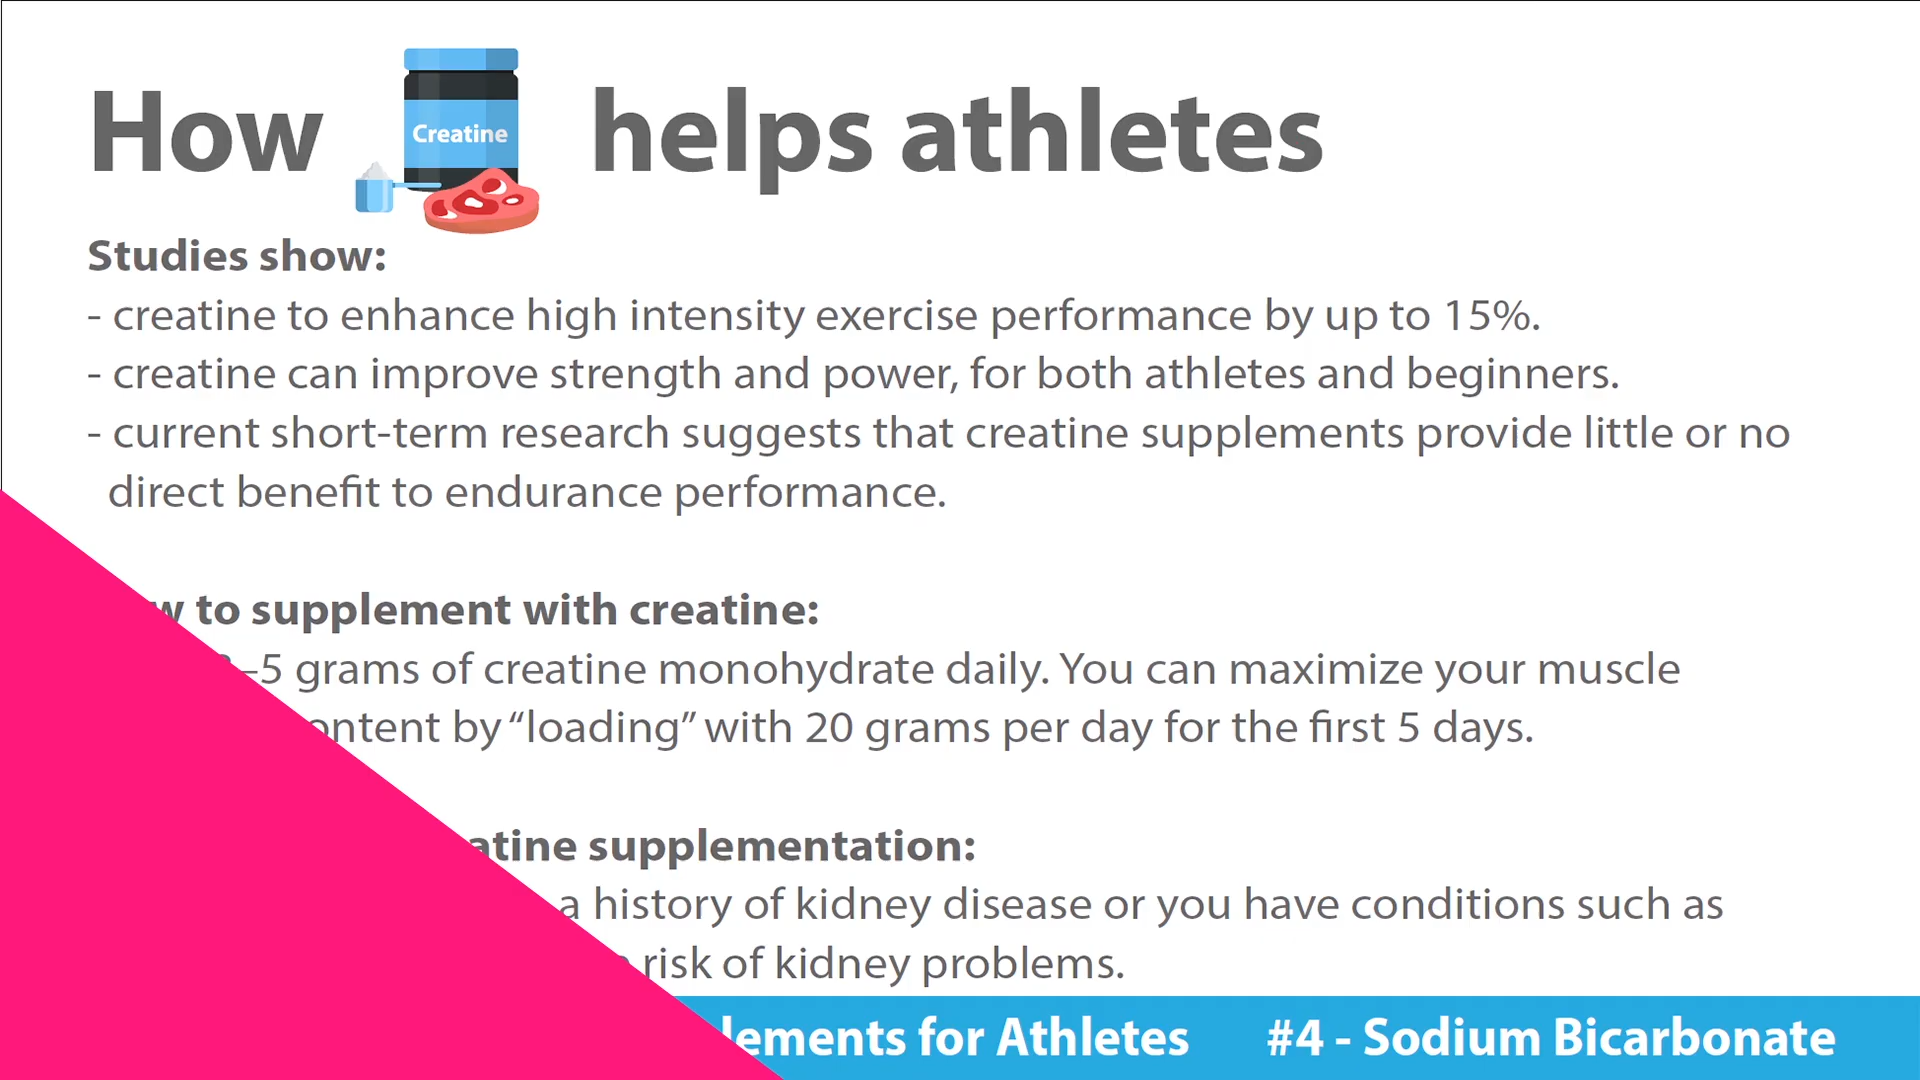 How Creatine helps athletes
Studies show:
- creatine to enhance high intensity exercise performance by up to 15%.
- creatine can improve strength and power, for both athletes and beginners.
- current short-term research suggests that creatine supplements provide little or no
direct benefit to endurance performance.
to supplement with creatine:
–5 grams of creatine monohydrate daily. You can maximize your muscle
by “loading” with 20 grams per day for the first 5 days.
supplementation:
a history of kidney disease or you have conditions such as
risk of kidney problems.
for Athletes #4 - Sodium Bicarbonate